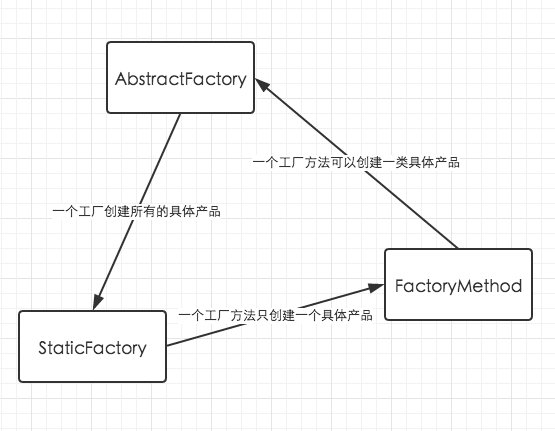 AbstractFactory
一个工厂方法可以创建一类具体产品
一个工厂创建所有的具体产品
FactoryMethod
一个工厂方法只创建一个具体产品
StaticFactory